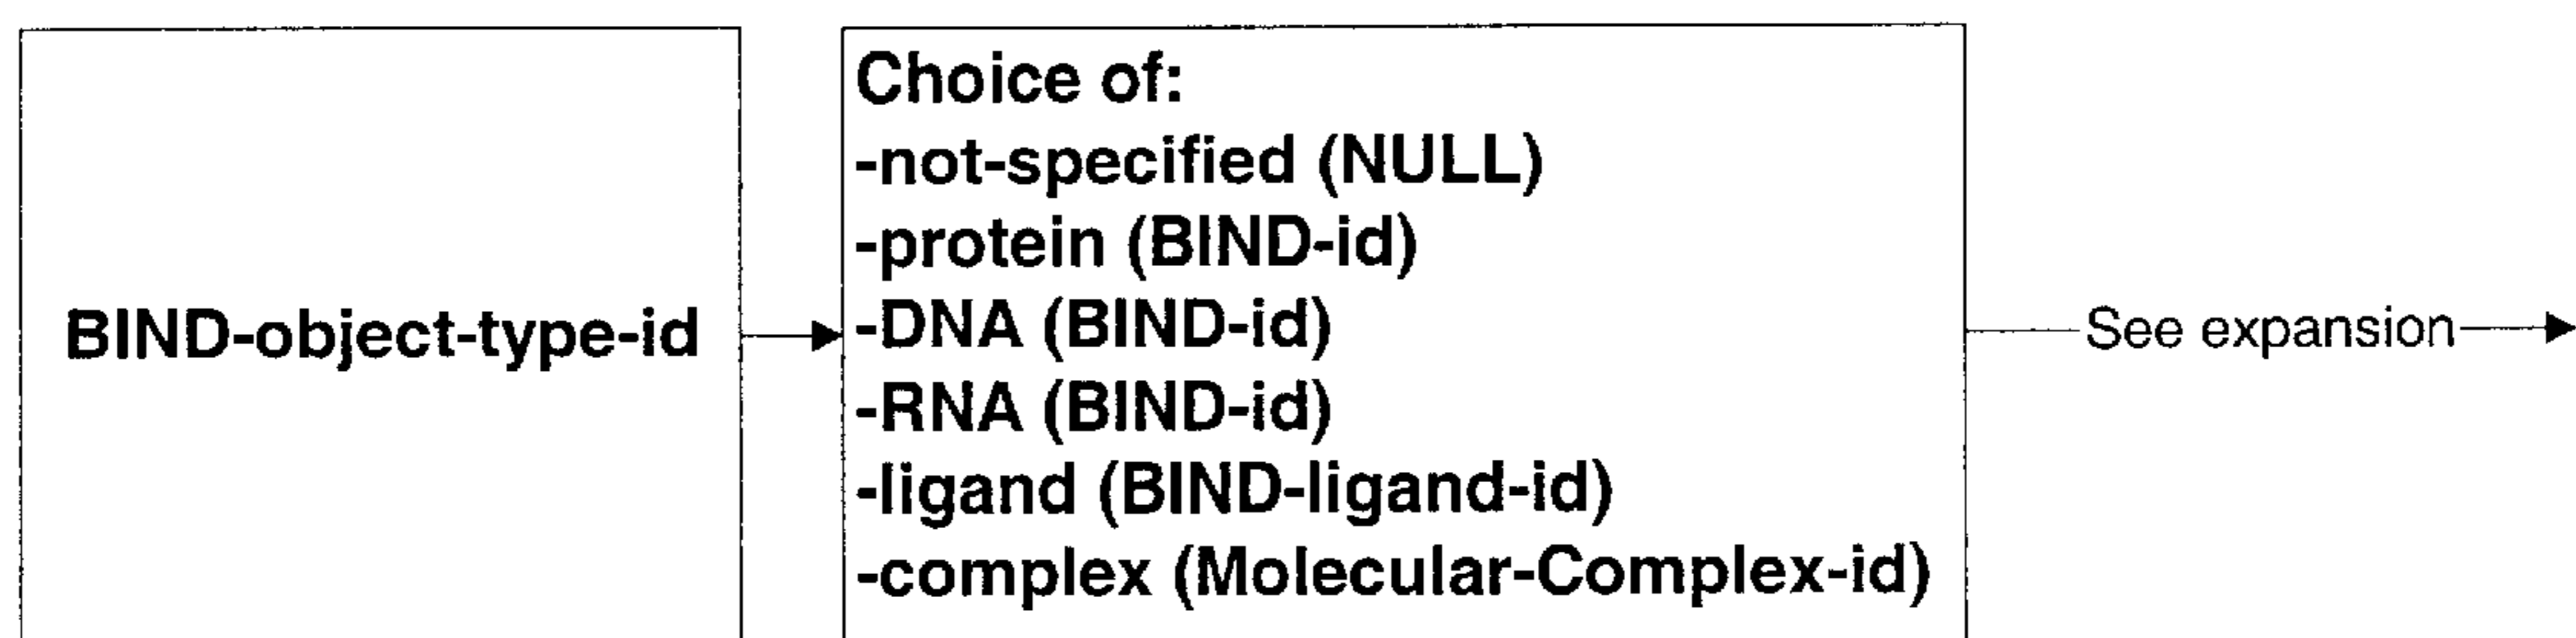 BIND-object-type-id
Choice of:
-not-specified (NULL)
-protein (BIND-id)
-DNA (BIND-id)
-RNA (BIND-id)
-ligand (BIND-ligand-id)
-complex (Molecular-Complex-id)
See expansion